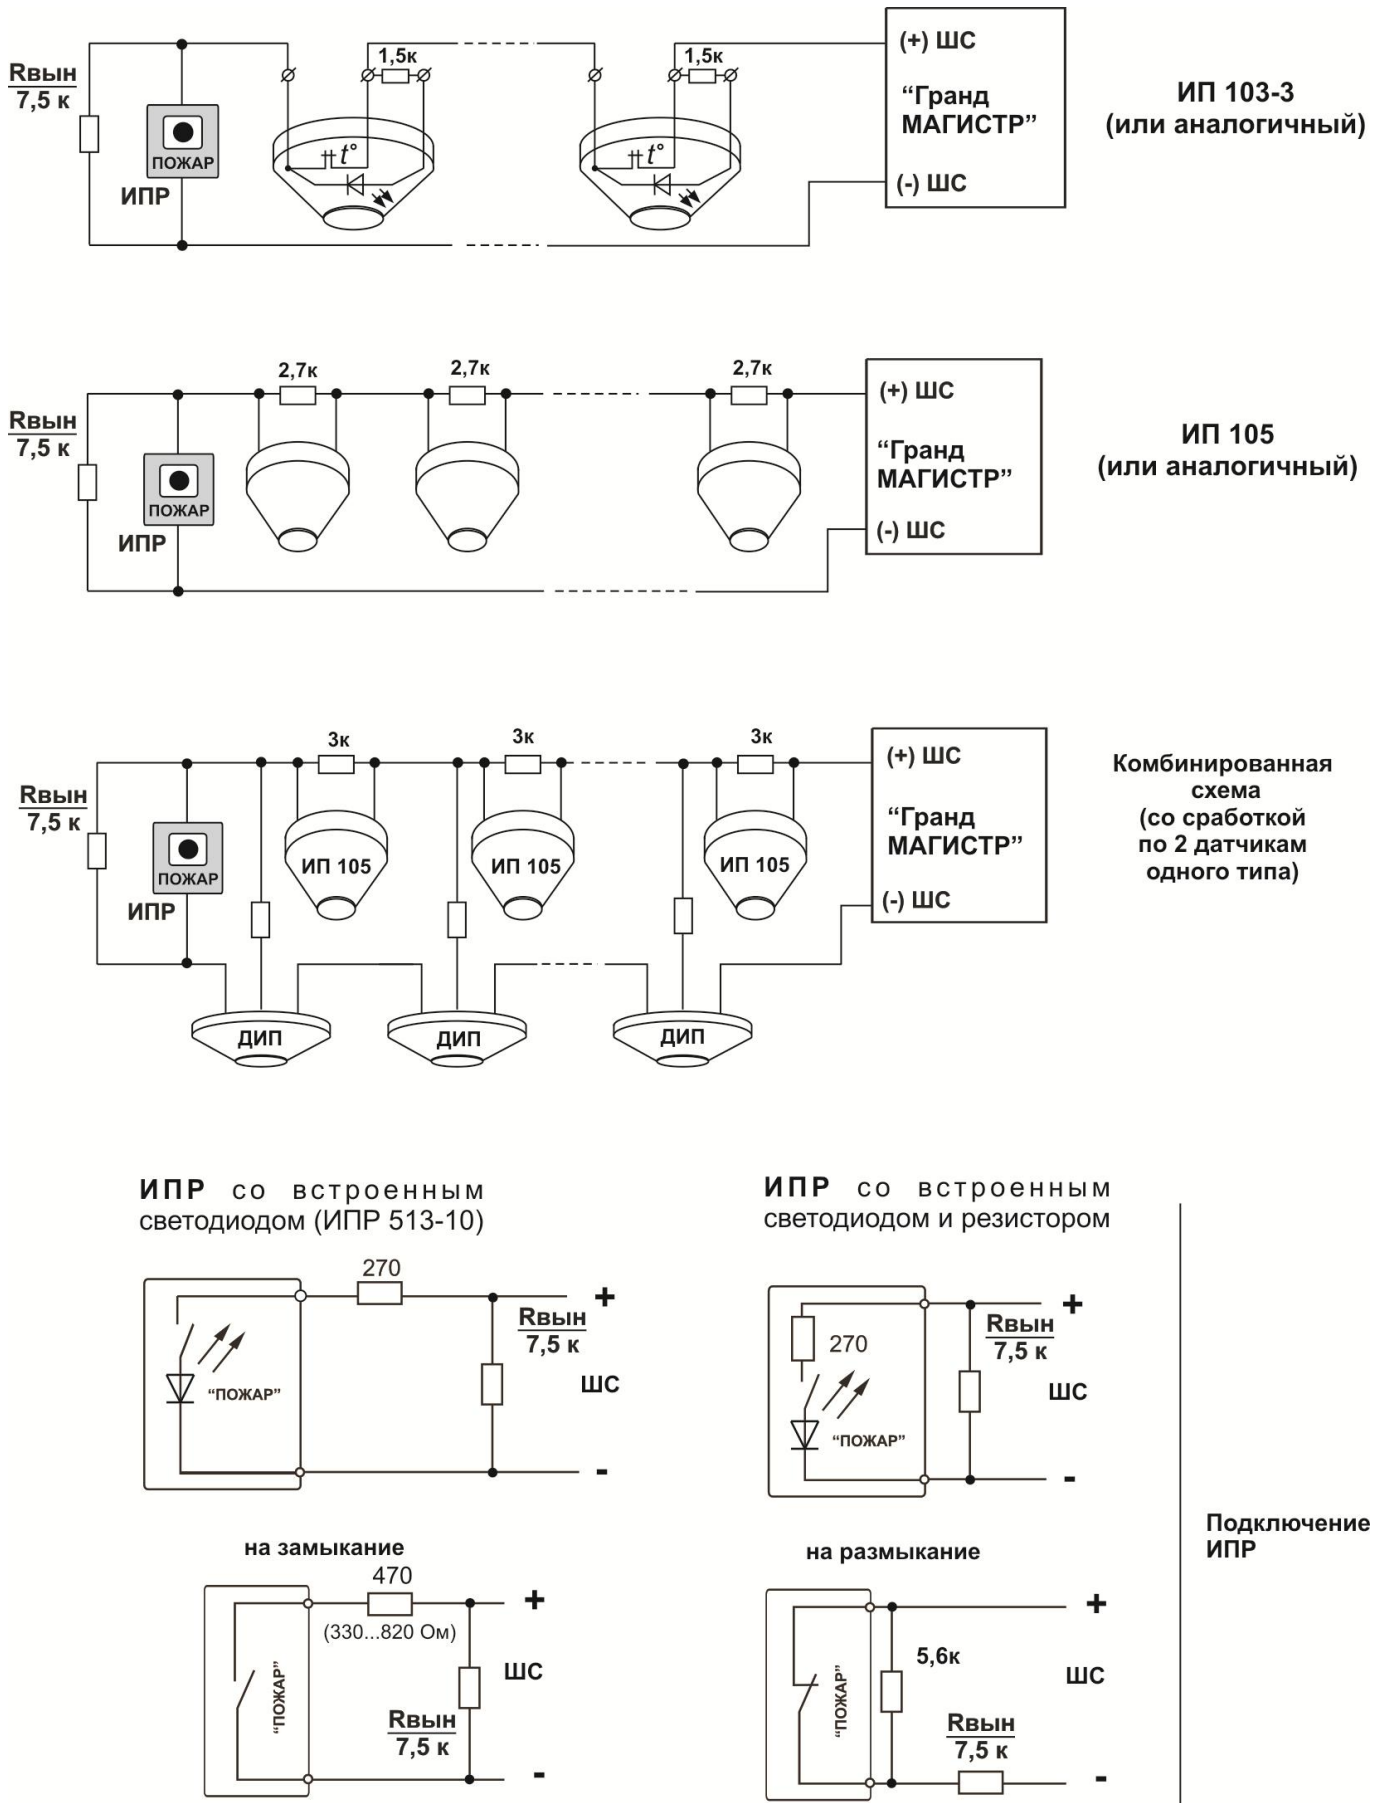 Rвын
7,5 к
ПОЖАР
ИПР
1,5к
t°
1,5к
t°
(+) ШС
“Гранд
МАГИСТР”
(-) ШС
ИП 103-3
(или аналогичный)
Rвын
7,5 к
ПОЖАР
ИПР
2,7к
2,7к
2,7к
(+) ШС
“Гранд
МАГИСТР”
(-) ШС
ИП 105
(или аналогичный)
Rвын
7,5 к
ПОЖАР
ИПР
3к
3к
3к
ИП 105
ИП 105
ИП 105
ДИП
ДИП
ДИП
(+) ШС
“Гранд
МАГИСТР”
(-) ШС
Комбинированная
схема
(со сработкой
по 2 датчикам
одного типа)
ИПР со встроенным
светодиодом (ИПР 513-10)
270
+
Rвын
7,5 к
ШС
“ПОЖАР”
-
ИПР со встроенным
светодиодом и резистором
+
Rвын
7,5 к
270
ШС
“ПОЖАР”
-
на замыкание
470
+
(330...820 Ом)
ШС
“ПОЖАР”
Rвын
7,5 к
-
на размыкание
+
5,6к
ШС
“ПОЖАР”
Rвын
7,5 к
-
Подключение
ИПР